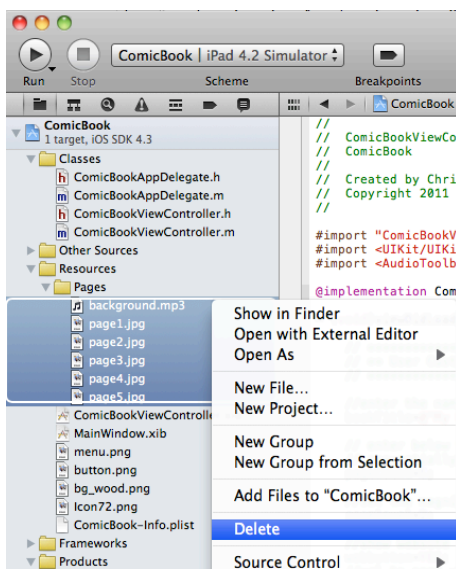 ComicBook | iPad 4.2 Simulator
Run Stop Scheme Breakpoints
ComicBook
ComicBook
1 target, iOS SDK 4.3
Classes
ComicBookAppDelegate.h
ComicBookAppDelegate.m
ComicBookViewController.h
ComicBookViewController.m
Other Sources
Resources
Pages
background.mp3
page1.jpg
page2.jpg
page3.jpg
page4.jpg
page5.jpg
ComicBookViewControlle
MainWindow.xib
menu.png
button.png
bg_wood.png
Icon72.png
ComicBook-Info.plist
Frameworks
Products
//
// ComicBookViewCo
// ComicBook
//
// Created by Chri
// Copyright 2011
//
#import "ComicBookV
#import <UIKit/UIKi
#import <AudioToolb
@implementation Com
Show in Finder
Open with External Editor
Open As
New File...
New Project...
New Group
New Group from Selection
Add Files to “ComicBook”...
Delete
Source Control